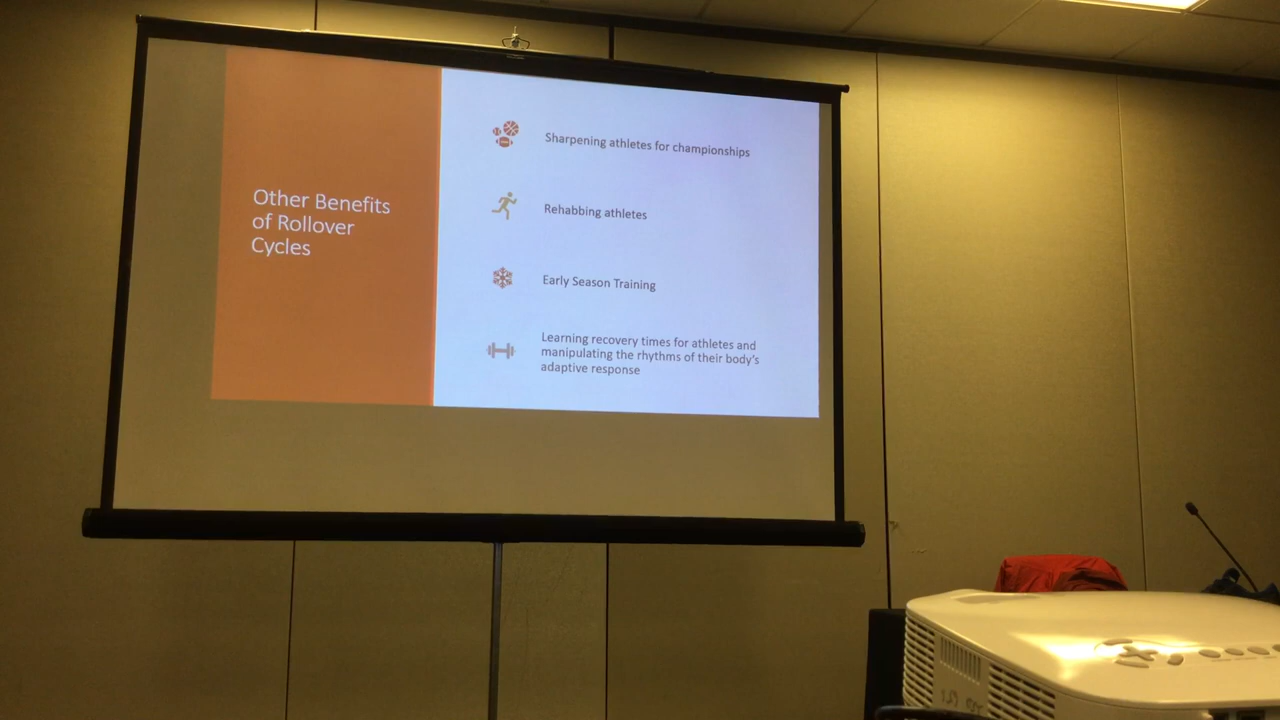 Other Benefits
of Rollover
Cycles
Sharpening athletes for championships
Rehabbing athletes
Early Season Training
Learning recovery times for athletes and
manipulating the rhythms of their body's
adaptive response